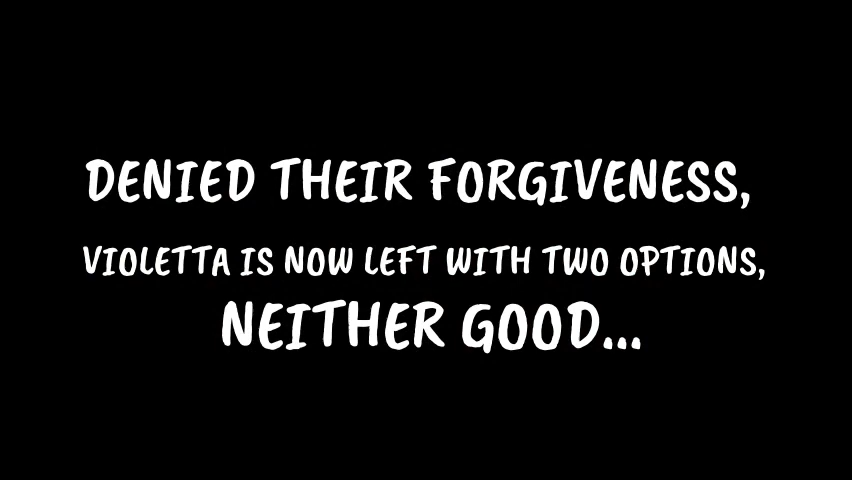 DENIED THEIR FORGIVENESS,
VIOLETTA IS NOW LEFT WITH TWO OPTIONS,
NEITHER GOOD...